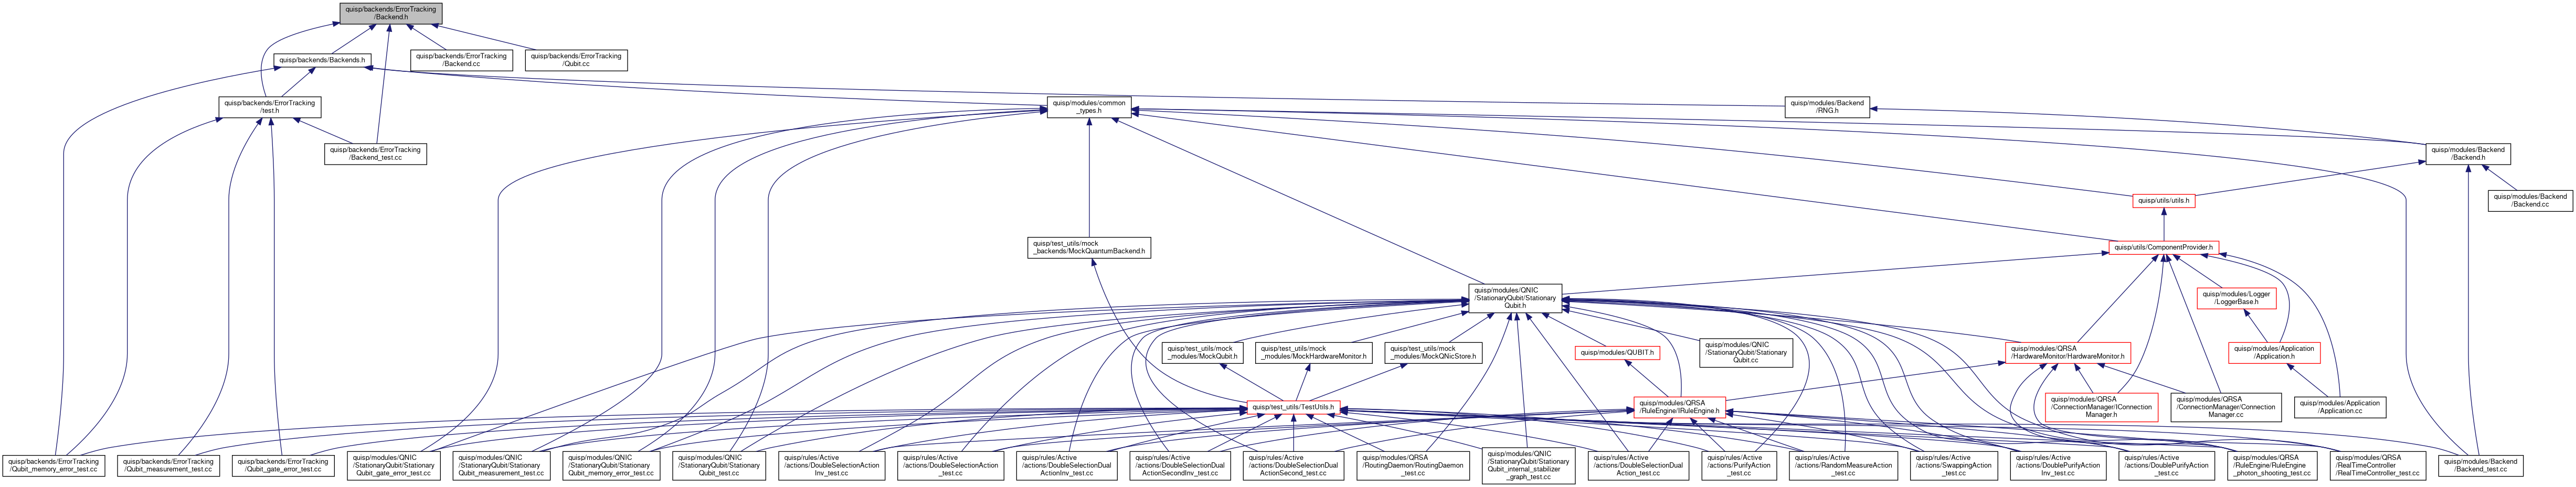 quisp/backends/ErrorTracking
/Backend.h
quisp/backends/Backends.h
quisp/backends/ErrorTracking
/Backend.cc
quisp/backends/ErrorTracking
/Qubit.cc
quisp/backends/ErrorTracking
/test.h
quisp/modules/common
_types.h
quisp/modules/Backend
/RNG.h
quisp/backends/ErrorTracking
/Backend_test.cc
quisp/modules/Backend
/Backend.h
quisp/utils/utils.h
quisp/modules/Backend
/Backend.cc
quisp/test_utils/mock
_backends/MockQuantumBackend.h
quisp/utils/ComponentProvider.h
quisp/modules/QNIC
/StationaryQubit/Stationary
Qubit.h
quisp/modules/Logger
/LoggerBase.h
quisp/test_utils/mock
_modules/MockQubit.h
quisp/test_utils/mock
_modules/MockHardwareMonitor.h
quisp/test_utils/mock
_modules/MockQNicStore.h
quisp/modules/QUBIT.h
quisp/modules/QNIC
/StationaryQubit/Stationary
Qubit.cc
quisp/modules/QRSA
/HardwareMonitor/HardwareMonitor.h
quisp/modules/Application
/Application.h
quisp/test_utils/TestUtils.h
quisp/modules/QRSA
/RuleEngine/IRuleEngine.h
quisp/modules/QRSA
/ConnectionManager/IConnection
Manager.h
quisp/modules/QRSA
/ConnectionManager/Connection
Manager.cc
quisp/modules/Application
/Application.cc
quisp/backends/ErrorTracking
/Qubit_memory_error_test.cc
quisp/backends/ErrorTracking
/Qubit_measurement_test.cc
quisp/backends/ErrorTracking
/Qubit_gate_error_test.cc
quisp/modules/QNIC
/StationaryQubit/Stationary
Qubit_gate_error_test.cc
quisp/modules/QNIC
/StationaryQubit/Stationary
Qubit_measurement_test.cc
quisp/modules/QNIC
/StationaryQubit/Stationary
Qubit_memory_error_test.cc
quisp/modules/QNIC
/StationaryQubit/Stationary
Qubit_test.cc
quisp/rules/Active
/actions/DoubleSelectionAction
Inv_test.cc
quisp/rules/Active
/actions/DoubleSelectionAction
_test.cc
quisp/rules/Active
/actions/DoubleSelectionDual
ActionInv_test.cc
quisp/rules/Active
/actions/DoubleSelectionDual
ActionSecondInv_test.cc
quisp/rules/Active
/actions/DoubleSelectionDual
ActionSecond_test.cc
quisp/modules/QRSA
/RoutingDaemon/RoutingDaemon
_test.cc
quisp/modules/QNIC
/StationaryQubit/Stationary
Qubit_internal_stabilizer
_graph_test.cc
quisp/rules/Active
/actions/DoubleSelectionDual
Action_test.cc
quisp/rules/Active
/actions/PurifyAction
_test.cc
quisp/rules/Active
/actions/RandomMeasureAction
_test.cc
quisp/rules/Active
/actions/SwappingAction
_test.cc
quisp/rules/Active
/actions/DoublePurifyAction
Inv_test.cc
quisp/rules/Active
/actions/DoublePurifyAction
_test.cc
quisp/modules/QRSA
/RuleEngine/RuleEngine
_photon_shooting_test.cc
quisp/modules/QRSA
/RealTimeController
/RealTimeController_test.cc
quisp/modules/Backend
/Backend_test.cc